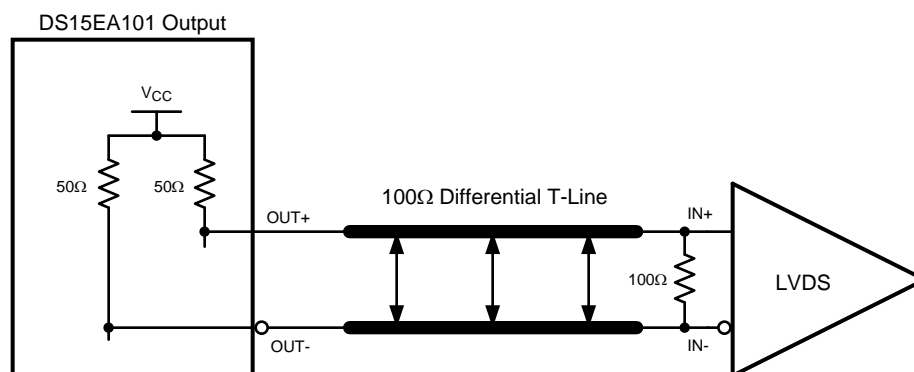 DS15EA101 Output
VCC
50Ω
50Ω
100Ω Differential T-Line
OUT+
IN+
100Ω
LVDS
OUT-
IN-